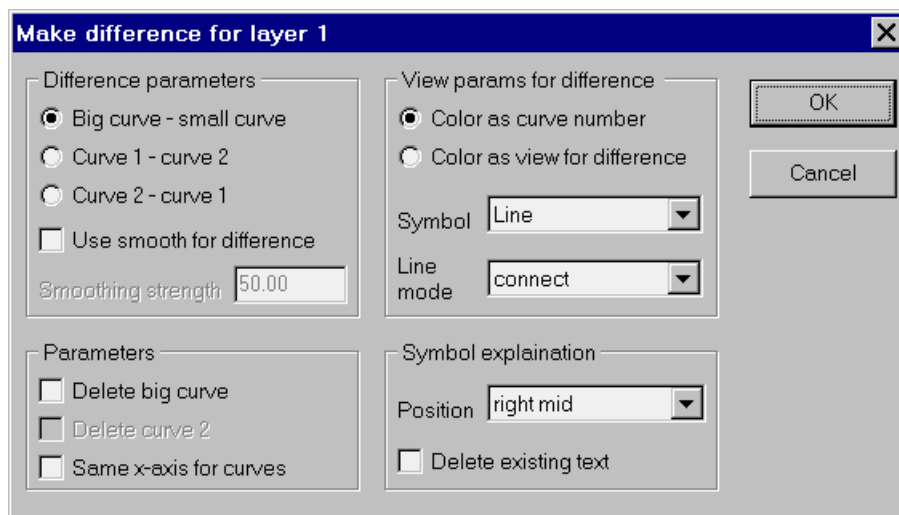 Make difference for layer 1
Difference parameters
Big curve - small curve
Curve 1 - curve 2
Curve 2 - curve 1
Use smooth for difference
Smoothing strength 50.00
View params for difference
Color as curve number
Color as view for difference
Symbol Line
Line mode connect
OK
Cancel
Parameters
Delete big curve
Delete curve 2
Same x-axis for curves
Symbol explaination
Position right mid
Delete existing text